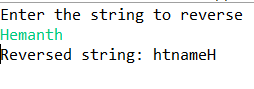 Enter the string to reverse
Hemanth
Reversed string: htnameH